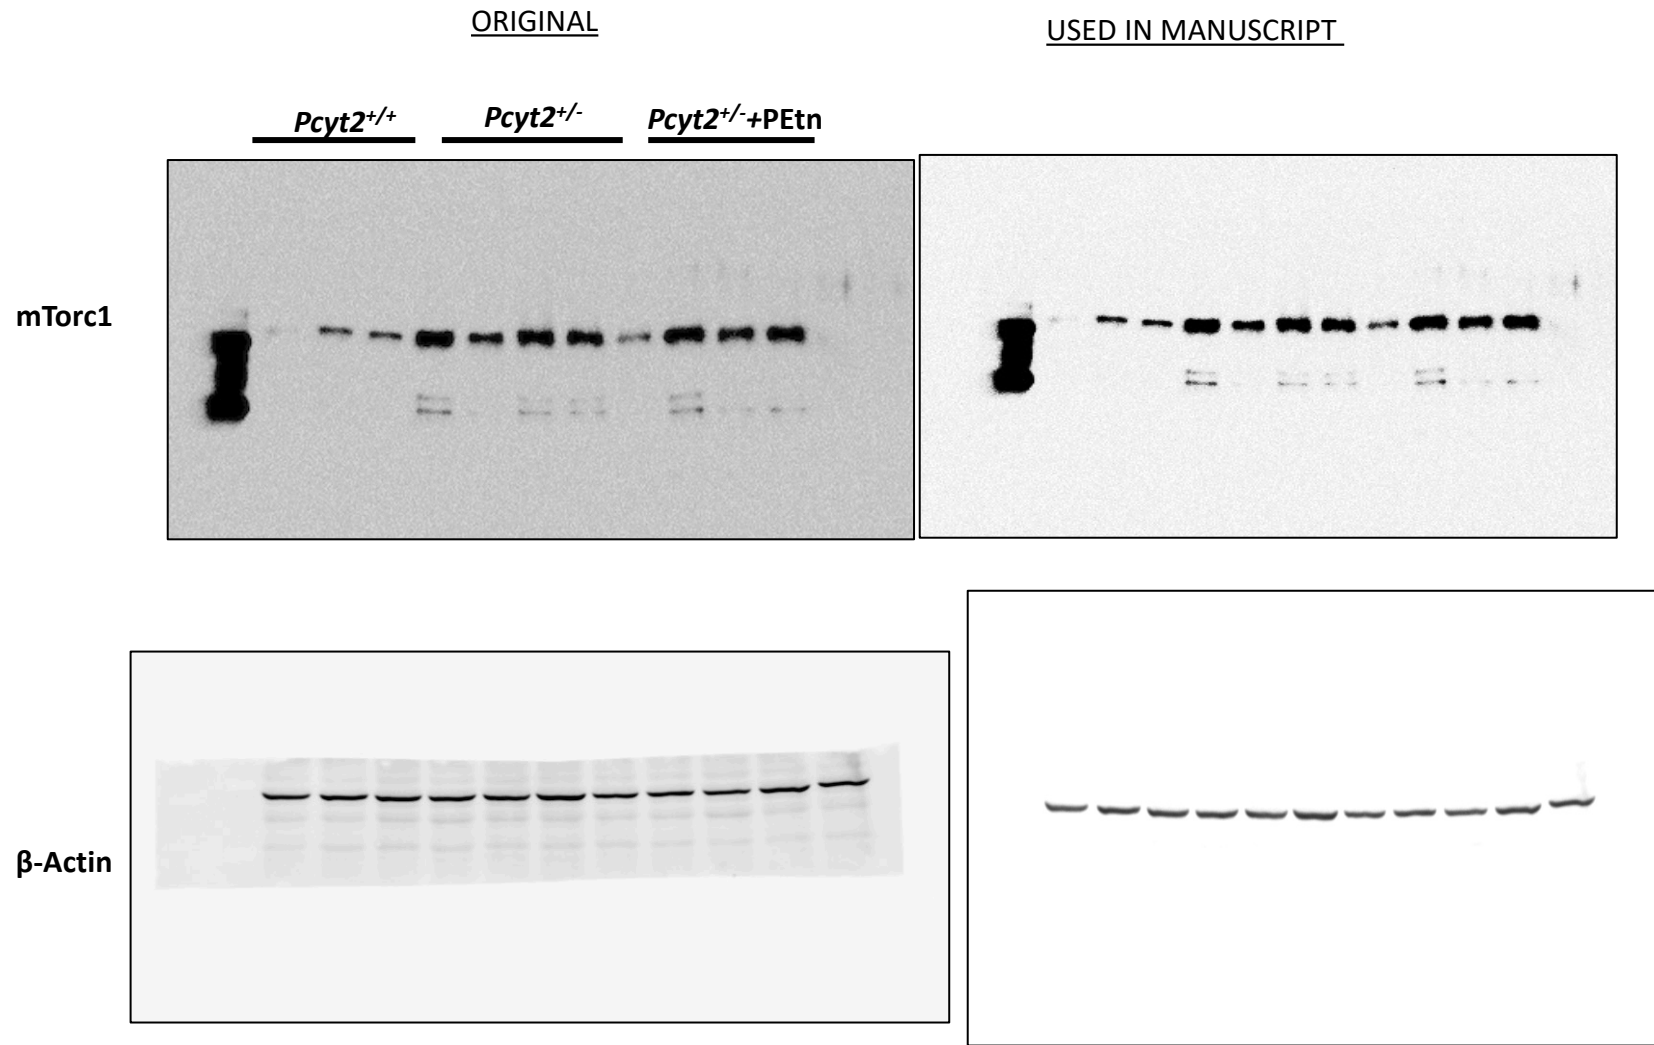 ORIGINAL
USED IN MANUSCRIPT
Pcyt2+/+ Pcyt2+/- Pcyt2+/-+PEtn
mTorc1
β-Actin